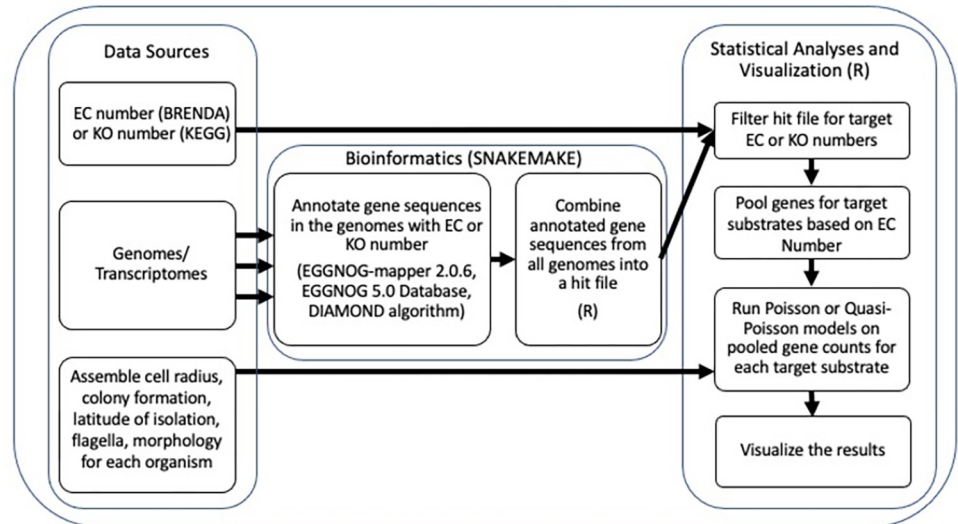 Data Sources
EC number (BRENDA)
or KO number (KEGG)
Genomes/
Transcriptomes
Assemble cell radius,
colony formation,
latitude of isolation,
flagella, morphology
for each organism
Bioinformatics (SNAKEMAKE)
Annotate gene sequences
in the genomes with EC or
KO number
(EGGNOG-mapper 2.0.6,
EGGNOG 5.0 Database,
DIAMOND algorithm)
Combine
annotated gene
sequences from
all genomes into
a hit file
(R)
Statistical Analyses and
Visualization (R)
Filter hit file for target
EC or KO numbers
Pool genes for target
substrates based on EC
Number
Run Poisson or Quasi-
Poisson models on
pooled gene counts for
each target substrate
Visualize the results